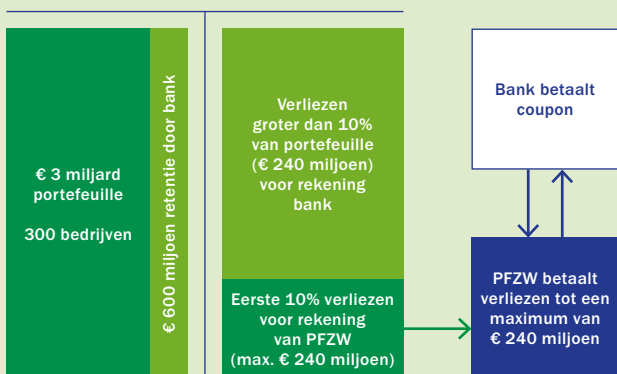 € 3 miljard
portefeuille
300 bedrijven
€ 600 miljoen retentie door bank
Verliezen
groter dan 10%
van portefeuille
(€ 240 miljoen)
voor rekening
bank
Eerste 10% verliezen
voor rekening
van PFZW
(max. € 240 miljoen)
Bank betaalt
coupon
PFZW betaalt
verliezen tot een
maximum van
€ 240 miljoen